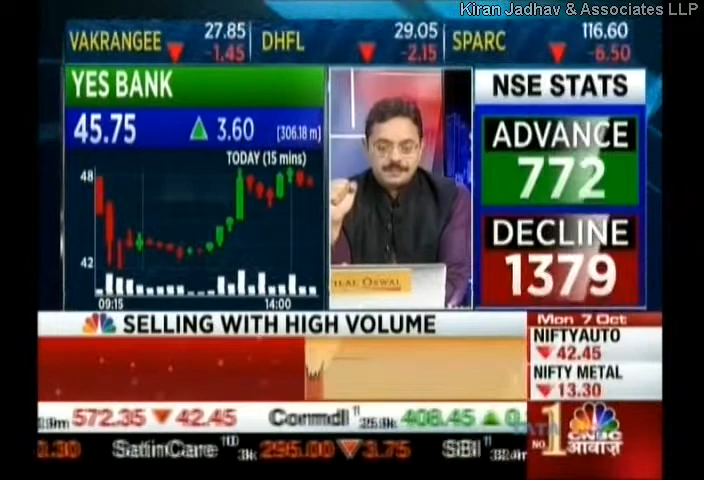 Kiran Jadhav & Associates LLP
VAKRANGEE 27.85 -1.45 DHFL 29.05 -2.15 SPARC 116.60 -6.50
YES BANK
45.75 3.60 (306.18 m)
TODAY (15 mins)
48
42
09:15 14:00
NSE STATS
ADVANCE
772
DECLINE
1379
SELLING WITH HIGH VOLUME
Mon 7 Oct
NIFTYAUTO
42.45
NIFTY METAL
13.30
572.35 42.45 408.45
SatinCare 295.00 3.75 SBI
NO. 1
CNBC
आवाज़